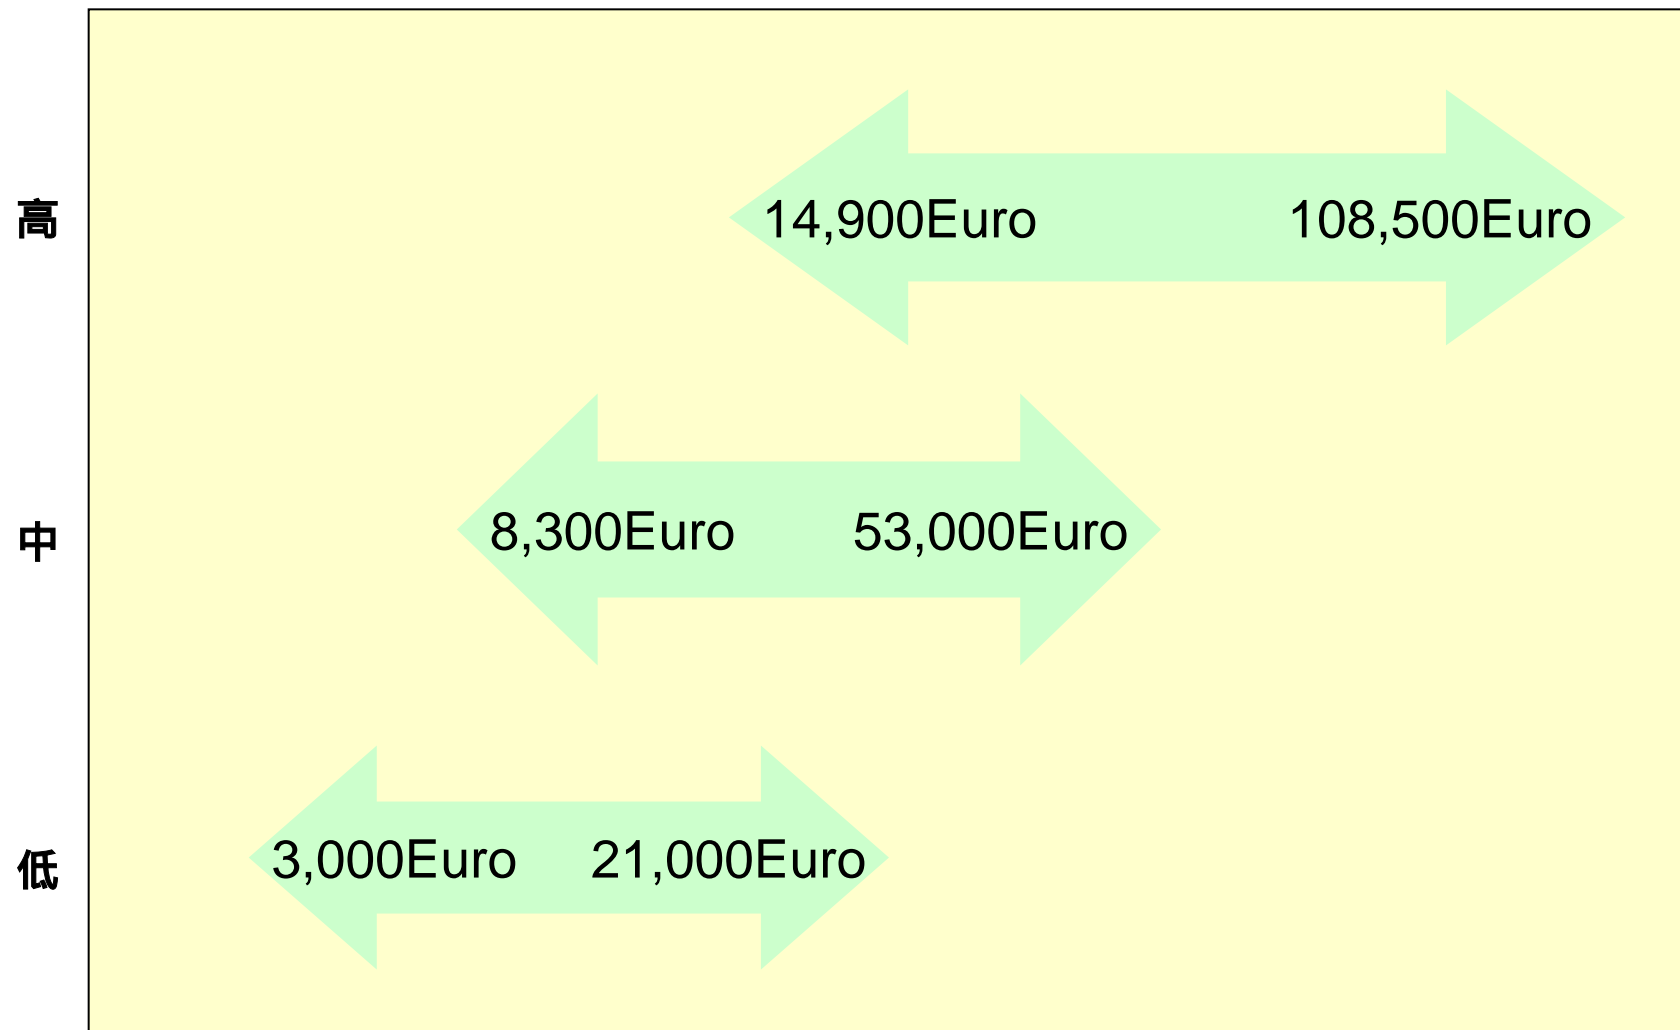 高 14,900Euro 108,500Euro
中 8,300Euro 53,000Euro
低 3,000Euro 21,000Euro